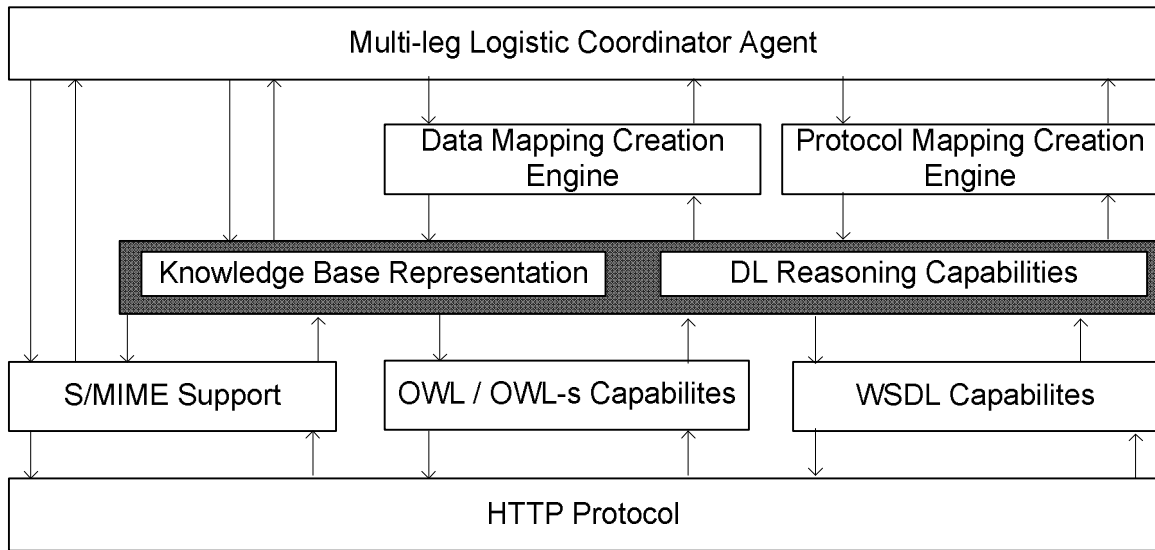 Multi-leg Logistic Coordinator Agent
Data Mapping Creation
Engine
Protocol Mapping Creation
Engine
Knowledge Base Representation
DL Reasoning Capabilities
S/MIME Support
OWL / OWL-s Capabilites
WSDL Capabilites
HTTP Protocol